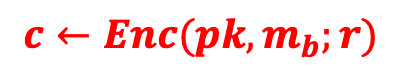 c ← Enc(pk, m_b; r)